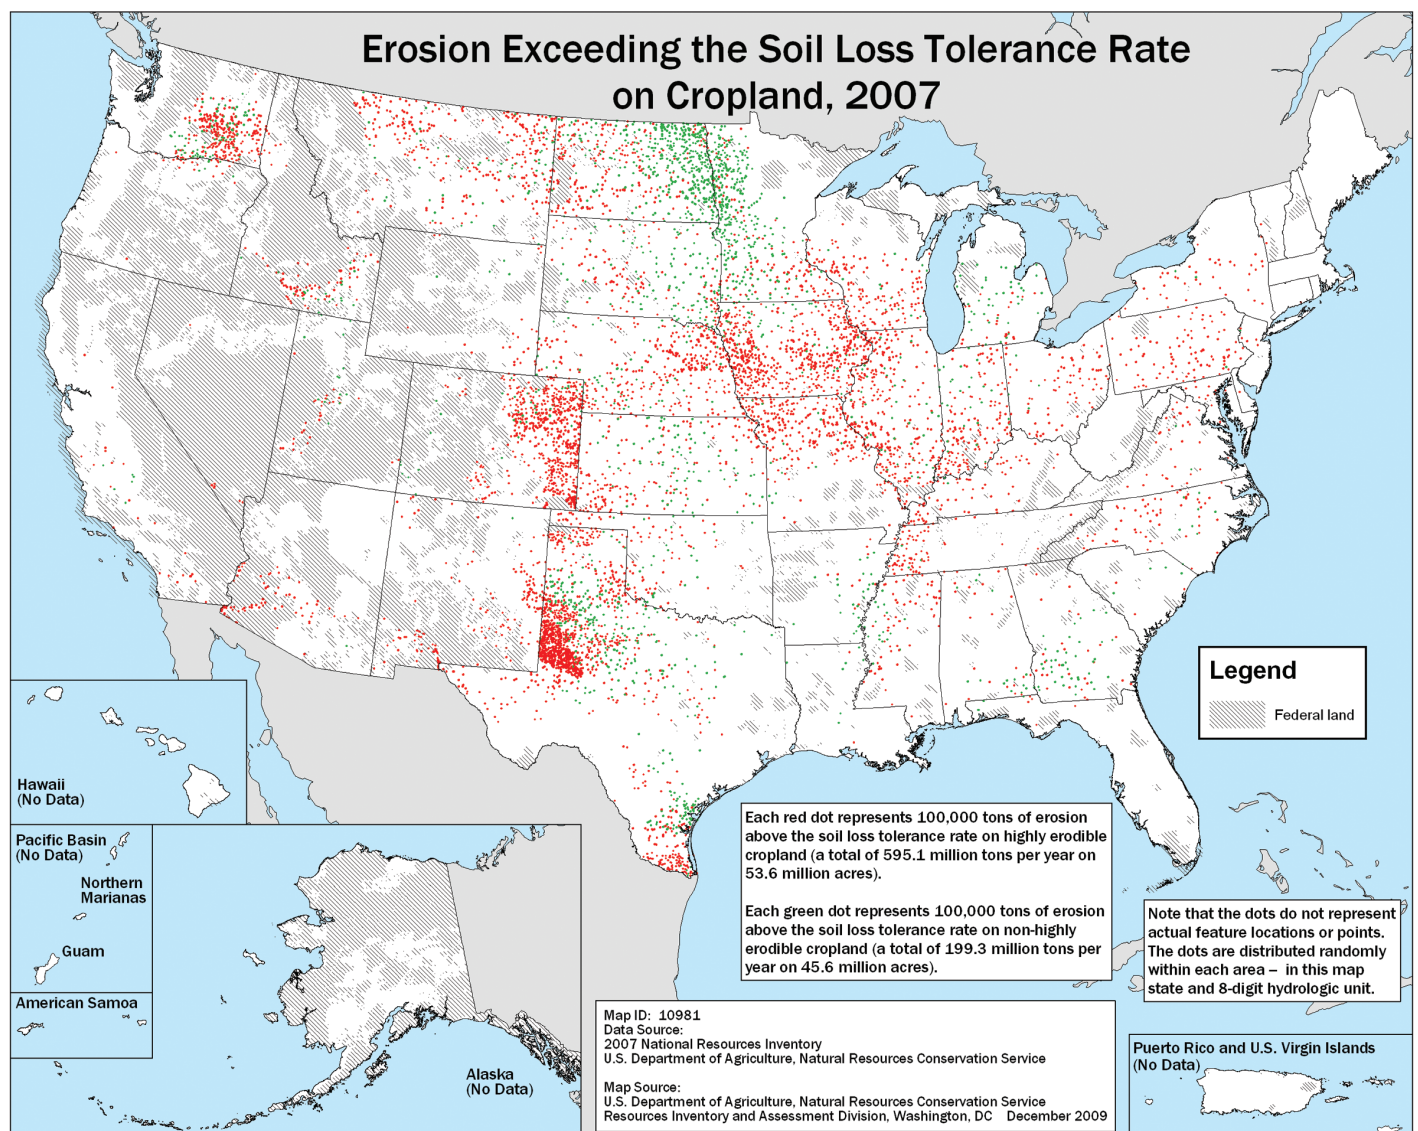 Erosion Exceeding the Soil Loss Tolerance Rate
on Cropland, 2007
Legend
Federal land
Hawaii
(No Data)
Pacific Basin
(No Data)
Northern
Marianas
Guam
American Samoa
Alaska
(No Data)
Each red dot represents 100,000 tons of erosion
above the soil loss tolerance rate on highly erodible
cropland (a total of 595.1 million tons per year on
53.6 million acres).
Each green dot represents 100,000 tons of erosion
above the soil loss tolerance rate on non-highly
erodible cropland (a total of 199.3 million tons per
year on 45.6 million acres).
Note that the dots do not represent
actual feature locations or points.
The dots are distributed randomly
within each area – in this map
state and 8-digit hydrologic unit.
Map ID: 10981
Data Source:
2007 National Resources Inventory
U.S. Department of Agriculture, Natural Resources Conservation Service
Map Source:
U.S. Department of Agriculture, Natural Resources Conservation Service
Resources Inventory and Assessment Division, Washington, DC December 2009
Puerto Rico and U.S. Virgin Islands
(No Data)